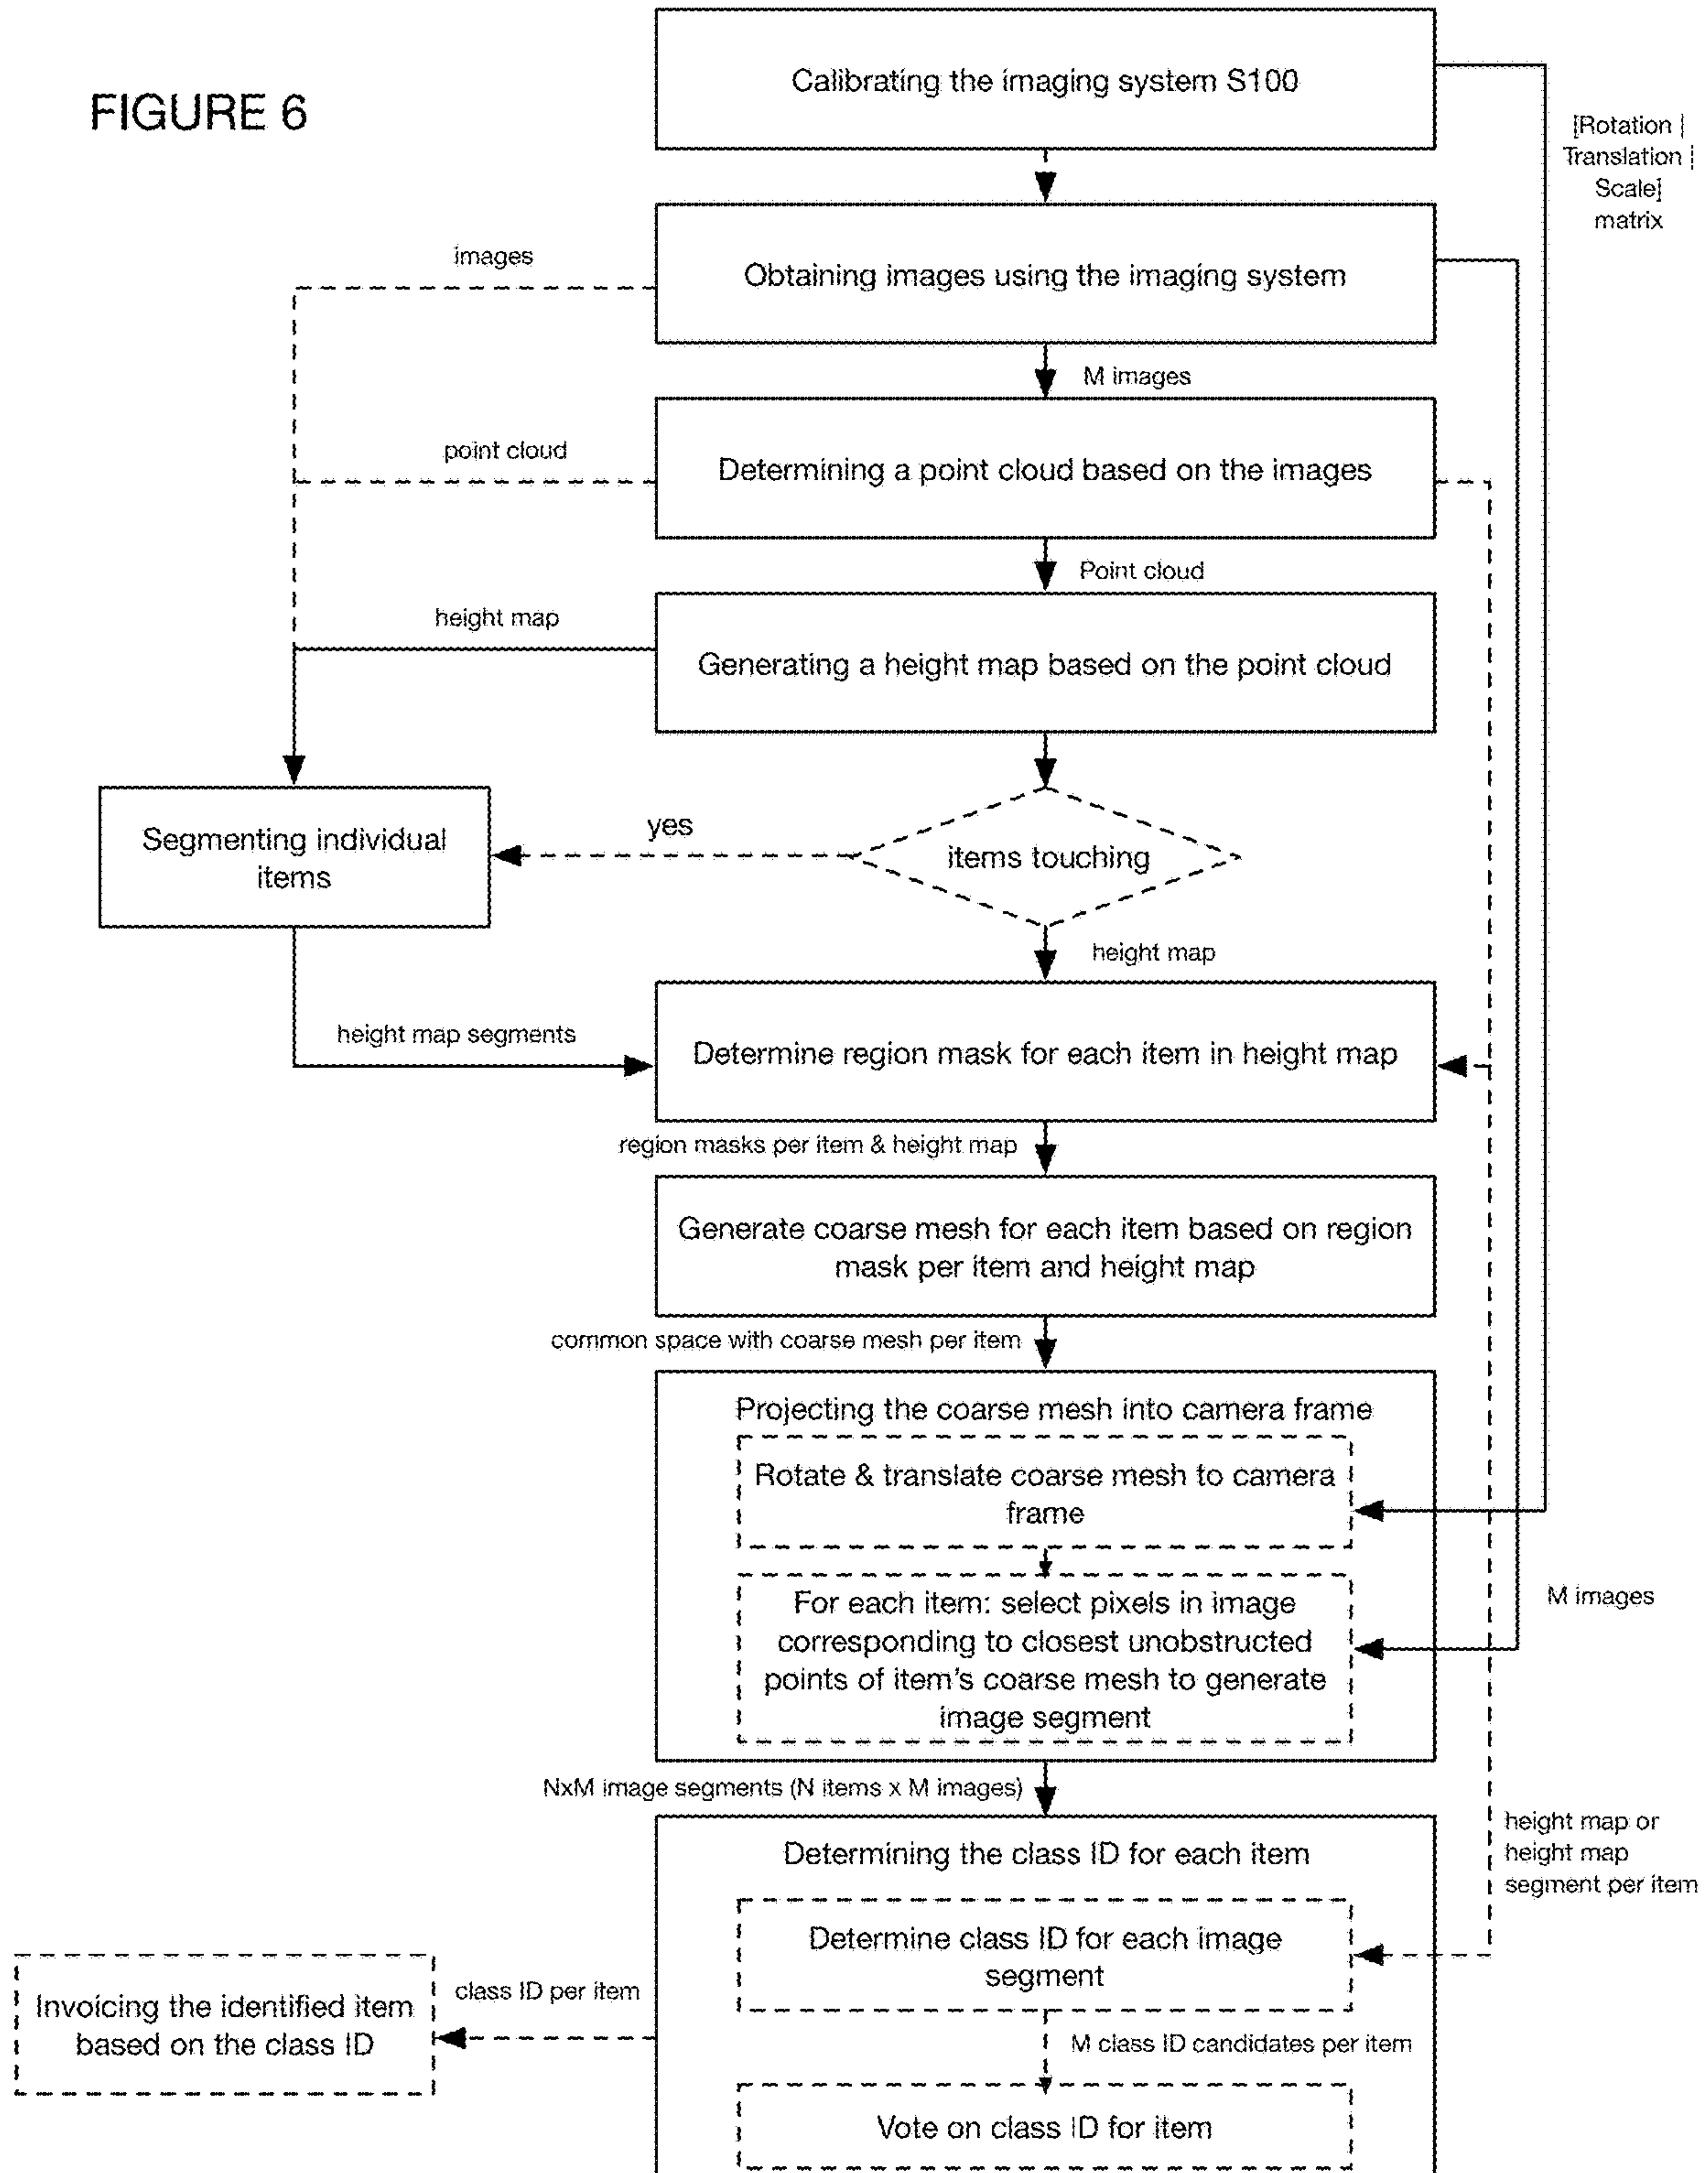 FIGURE 6
Calibrating the imaging system S100
[Rotation |
Translation |
Scale]
matrix
images
Obtaining images using the imaging system
M images
point cloud
Determining a point cloud based on the images
Point cloud
height map
Generating a height map based on the point cloud
Segmenting individual
items
yes
items touching
height map
height map segments
Determine region mask for each item in height map
region masks per item & height map
Generate coarse mesh for each item based on region
mask per item and height map
common space with coarse mesh per item
Projecting the coarse mesh into camera frame
Rotate & translate coarse mesh to camera
frame
For each item: select pixels in image
corresponding to closest unobstructed
points of item's coarse mesh to generate
image segment
M images
NxM image segments (N items x M images)
Determining the class ID for each item
height map or
height map
segment per item
Determine class ID for each image
segment
class ID per item
Invoicing the identified item
based on the class ID
M class ID candidates per item
Vote on class ID for item